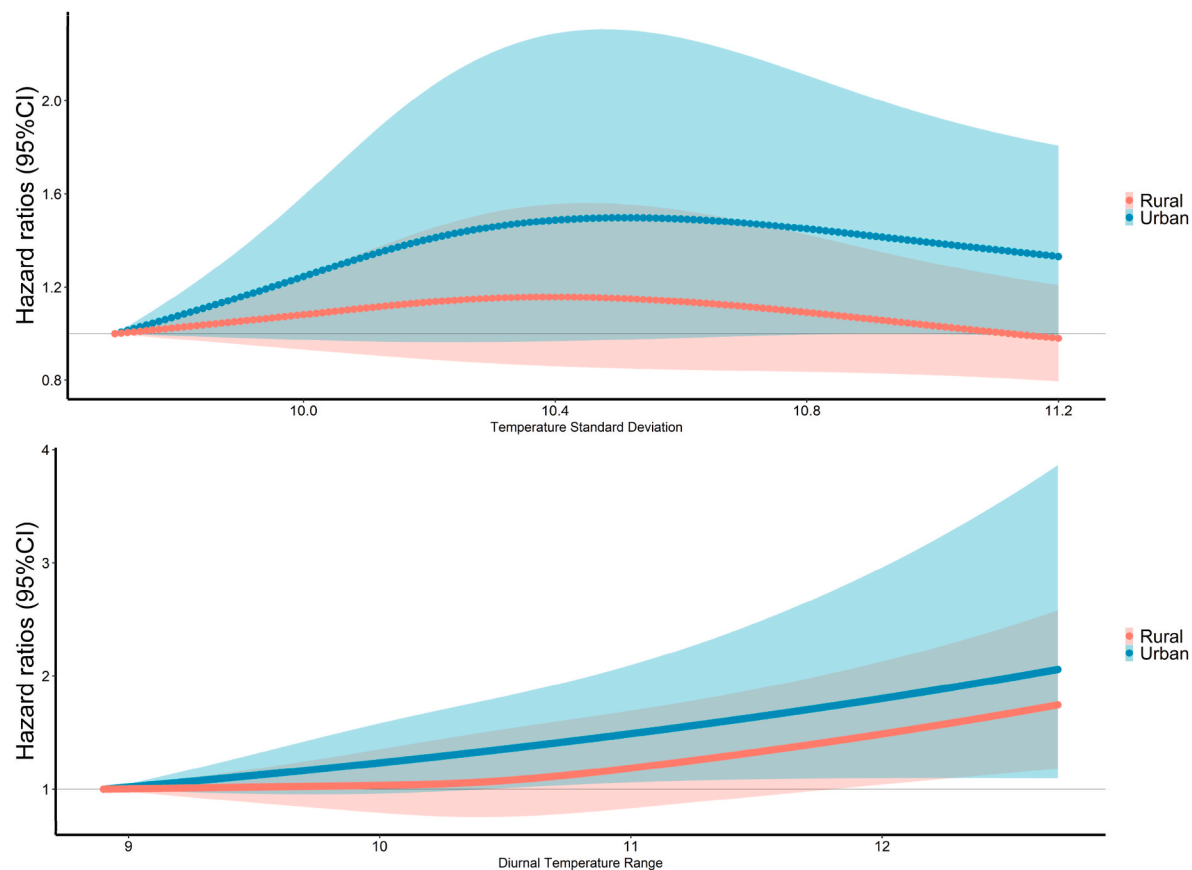 Hazard ratios (95%CI)
2.0
1.6
1.2
0.8
10.0
10.4
10.8
11.2
Temperature Standard Deviation
Rural
Urban
Hazard ratios (95%CI)
4
3
2
1
9
10
11
12
Diurnal Temperature Range
Rural
Urban